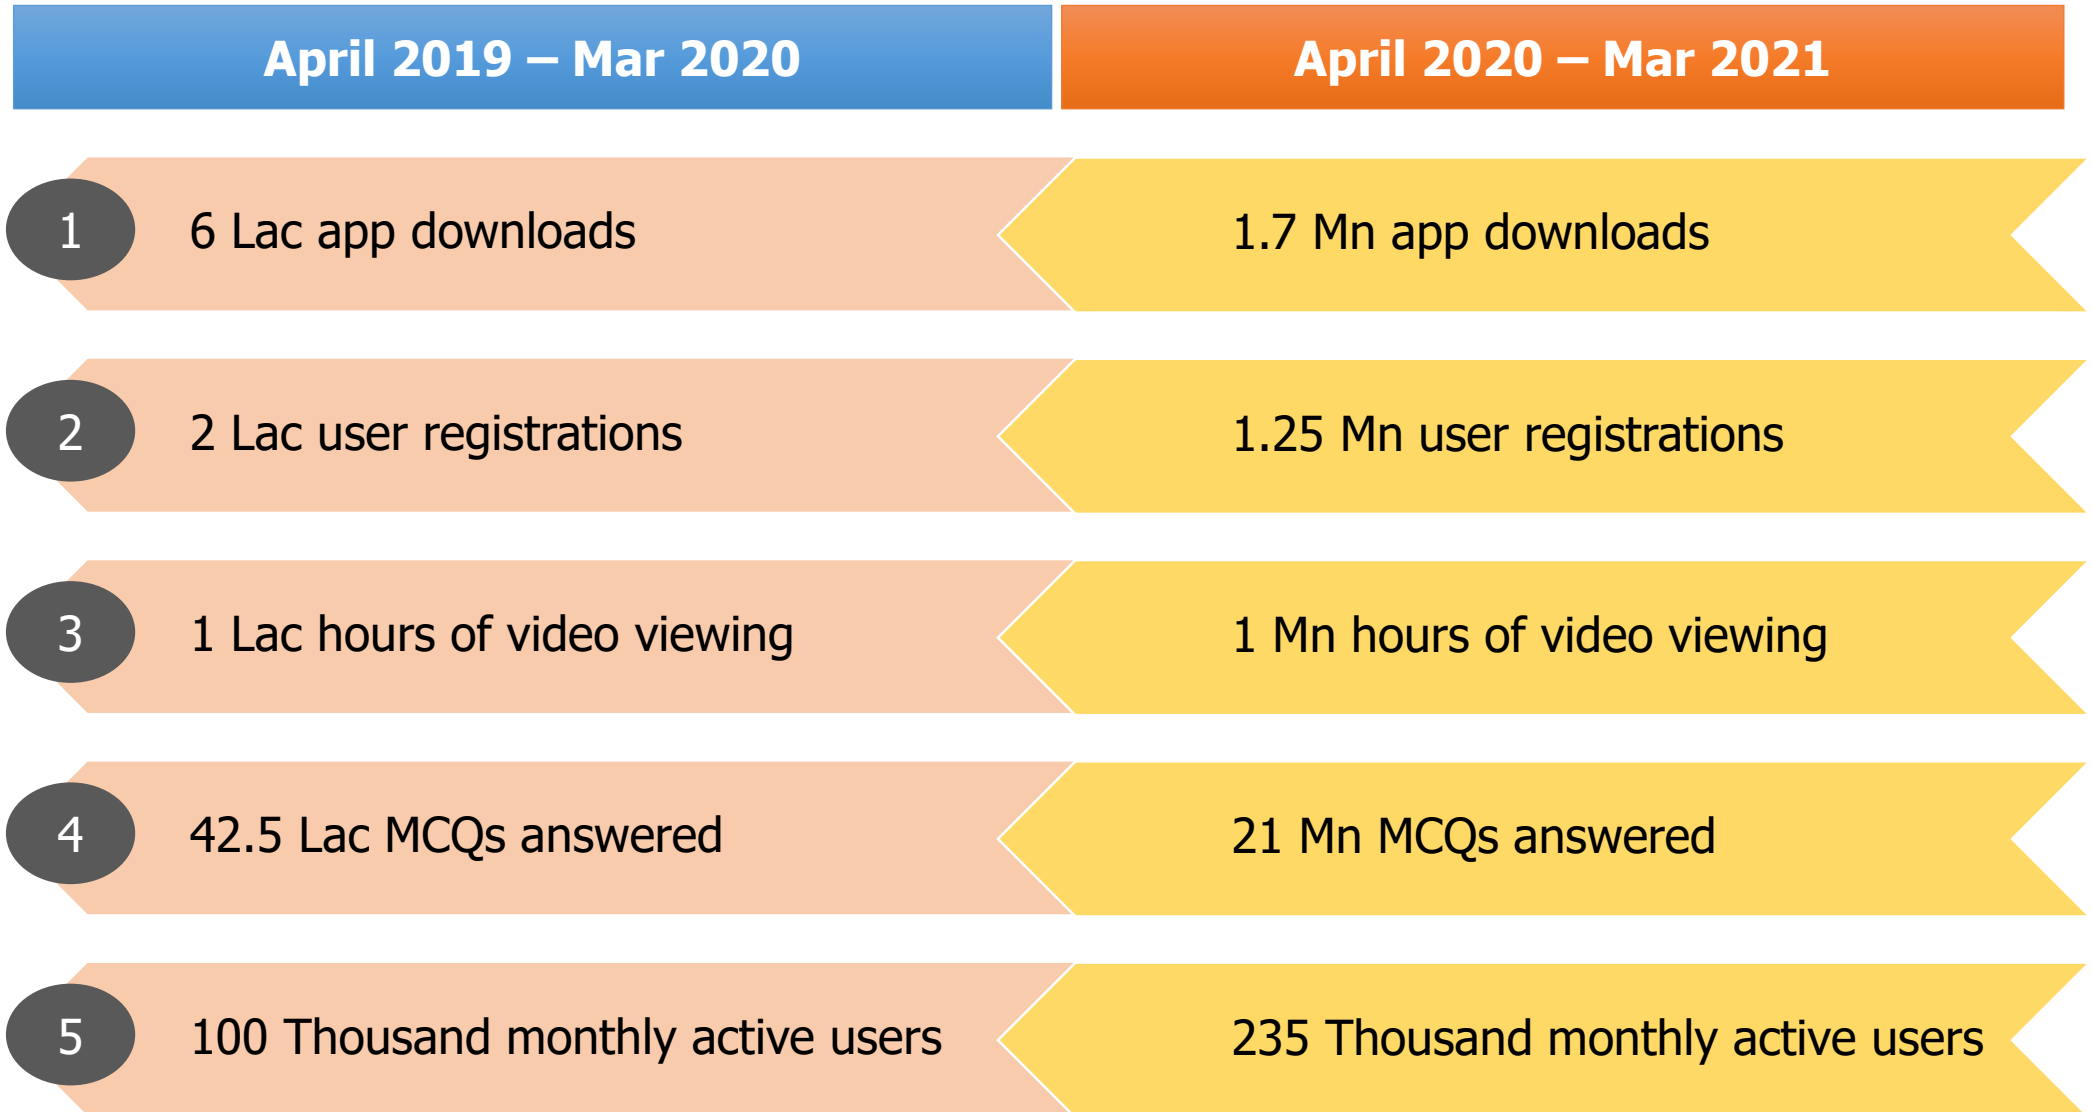 April 2019 – Mar 2020
April 2020 – Mar 2021
1
6 Lac app downloads
1.7 Mn app downloads
2
2 Lac user registrations
1.25 Mn user registrations
3
1 Lac hours of video viewing
1 Mn hours of video viewing
4
42.5 Lac MCQs answered
21 Mn MCQs answered
5
100 Thousand monthly active users
235 Thousand monthly active users